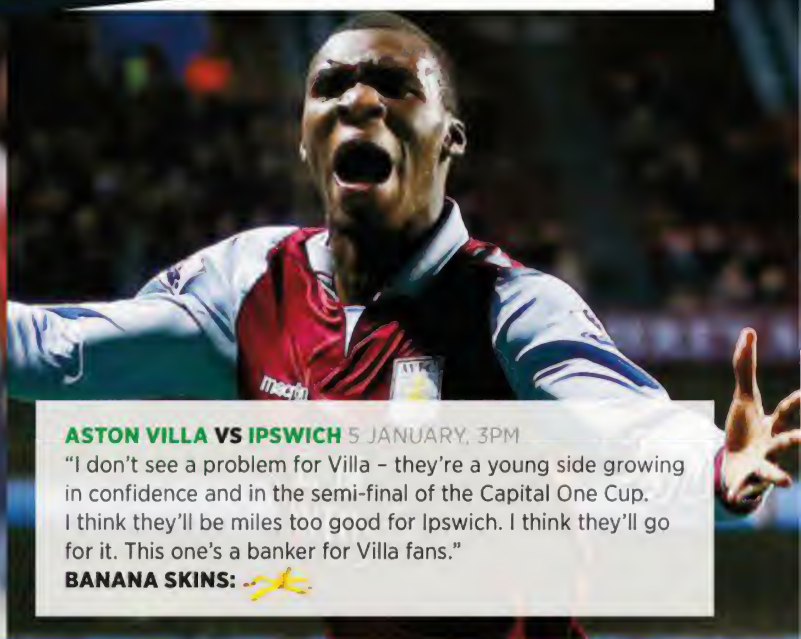 macron
AVFC
ASTON VILLA VS IPSWICH 5 JANUARY, 3PM
“I don’t see a problem for Villa – they’re a young side growing
in confidence and in the semi-final of the Capital One Cup.
I think they’ll be miles too good for Ipswich. I think they’ll go
for it. This one’s a banker for Villa fans.”
BANANA SKINS: